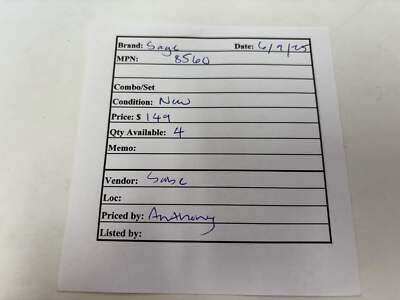 Brand: Sage Date: 6/9/25
MPN: 8560
Combo/Set
Condition: New
Price: $ 149
Qty Available: 4
Memo:
Vendor: Sage
Loc:
Priced by: Anthony
Listed by: